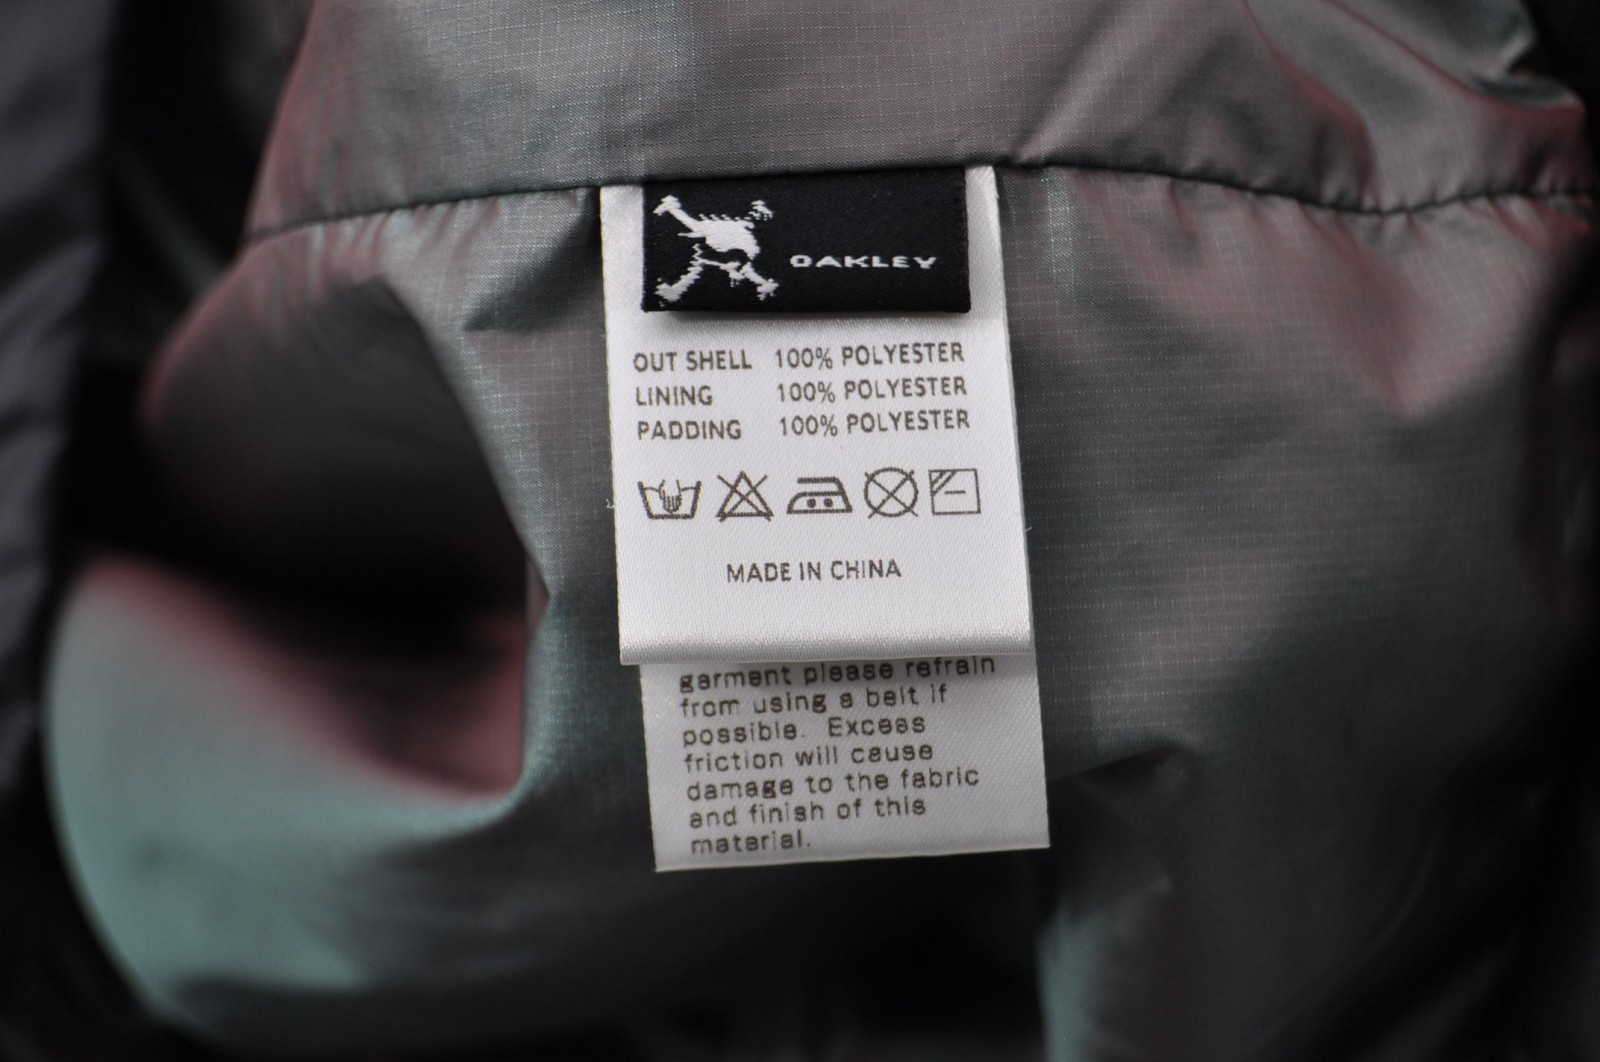 OAKLEY
OUT SHELL 100% POLYESTER
LINING 100% POLYESTER
PADDING 100% POLYESTER
MADE IN CHINA
garment please refrain
from using a belt if
possible. Excess
friction will cause
damage to the fabric
and finish of this
material.